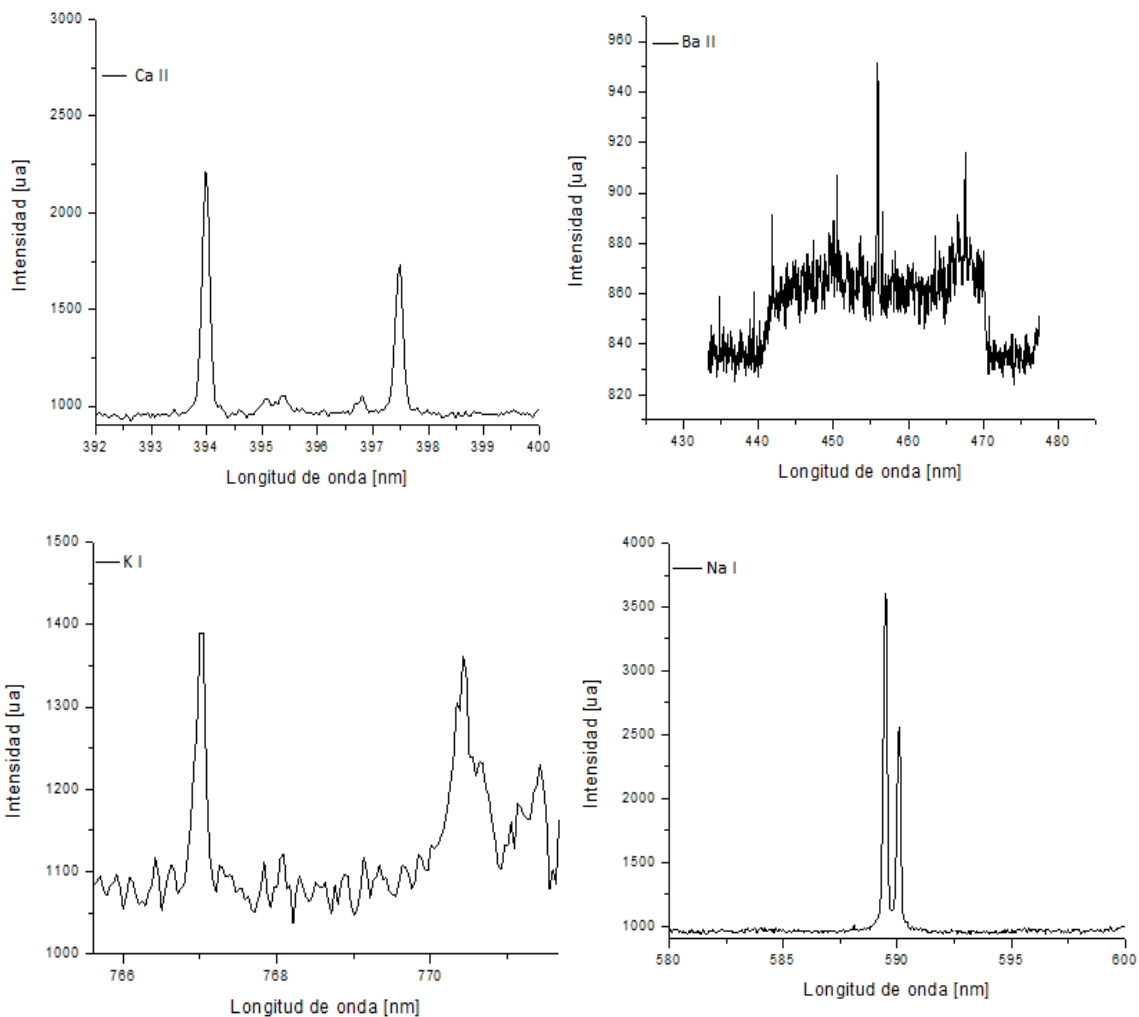 3000
2500
2000
1500
1000
Intensidad [ua]
Ca II
392 393 394 395 396 397 398 399 400
Longitud de onda [nm]
960
940
920
900
880
860
840
820
Intensidad [ua]
Ba II
430 440 450 460 470 480
Longitud de onda [nm]
1500
1400
1300
1200
1100
1000
Intensidad [ua]
K I
766 768 770
Longitud de onda [nm]
4000
3500
3000
2500
2000
1500
1000
Intensidad [ua]
Na I
580 585 590 595 600
Longitud de onda [nm]